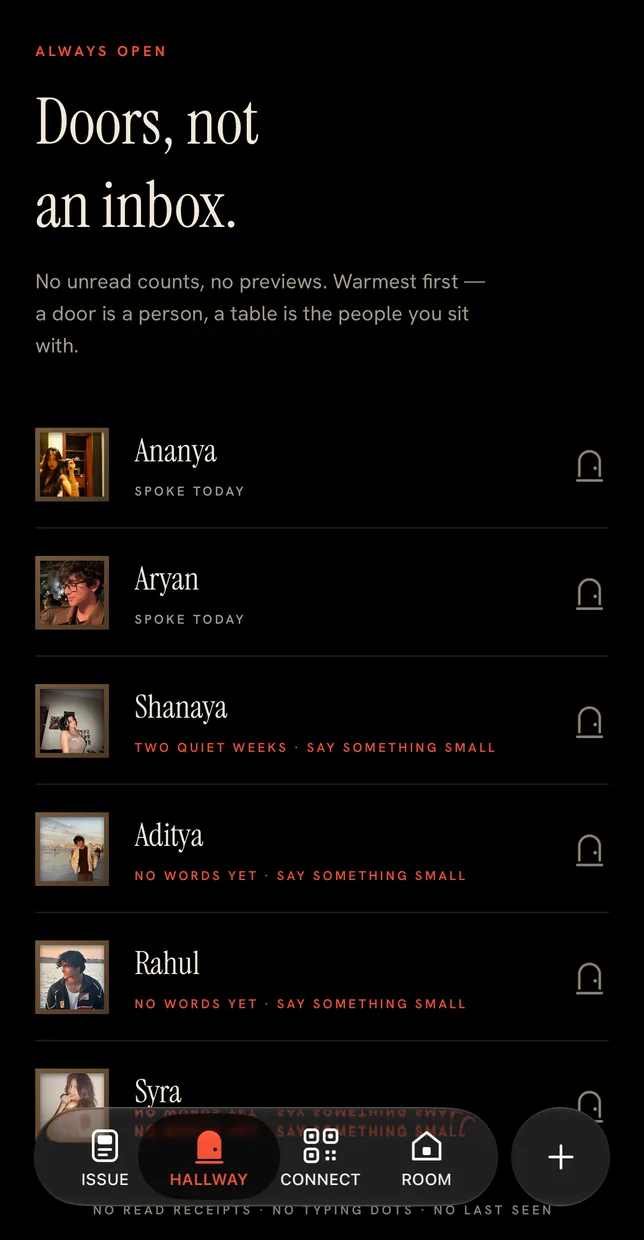 ALWAYS OPEN
Doors, not
an inbox.
No unread counts, no previews. Warmest first —
a door is a person, a table is the people you sit
with.
Ananya
SPOKE TODAY
Aryan
SPOKE TODAY
Shanaya
TWO QUIET WEEKS · SAY SOMETHING SMALL
Aditya
NO WORDS YET · SAY SOMETHING SMALL
Rahul
NO WORDS YET · SAY SOMETHING SMALL
Syra
SAY SOMETHING SMALL
ISSUE
HALLWAY
CONNECT
ROOM
NO READ RECEIPTS · NO TYPING DOTS · NO LAST SEEN